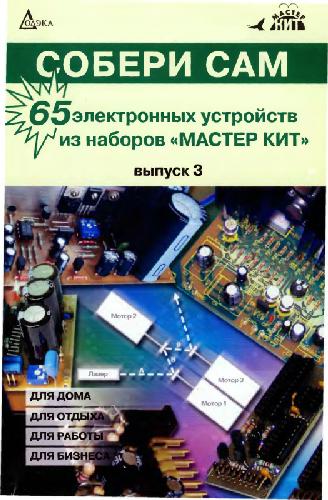 ДОДЭКА
МАСТЕР
КИТ
СОБЕРИ САМ
65 электронных устройств
из наборов «МАСТЕР КИТ»
выпуск 3
Мотор 2
Лазер
Мотор 3
Мотор 1
ДЛЯ ДОМА
ДЛЯ ОТДЫХА
ДЛЯ РАБОТЫ
ДЛЯ БИЗНЕСА